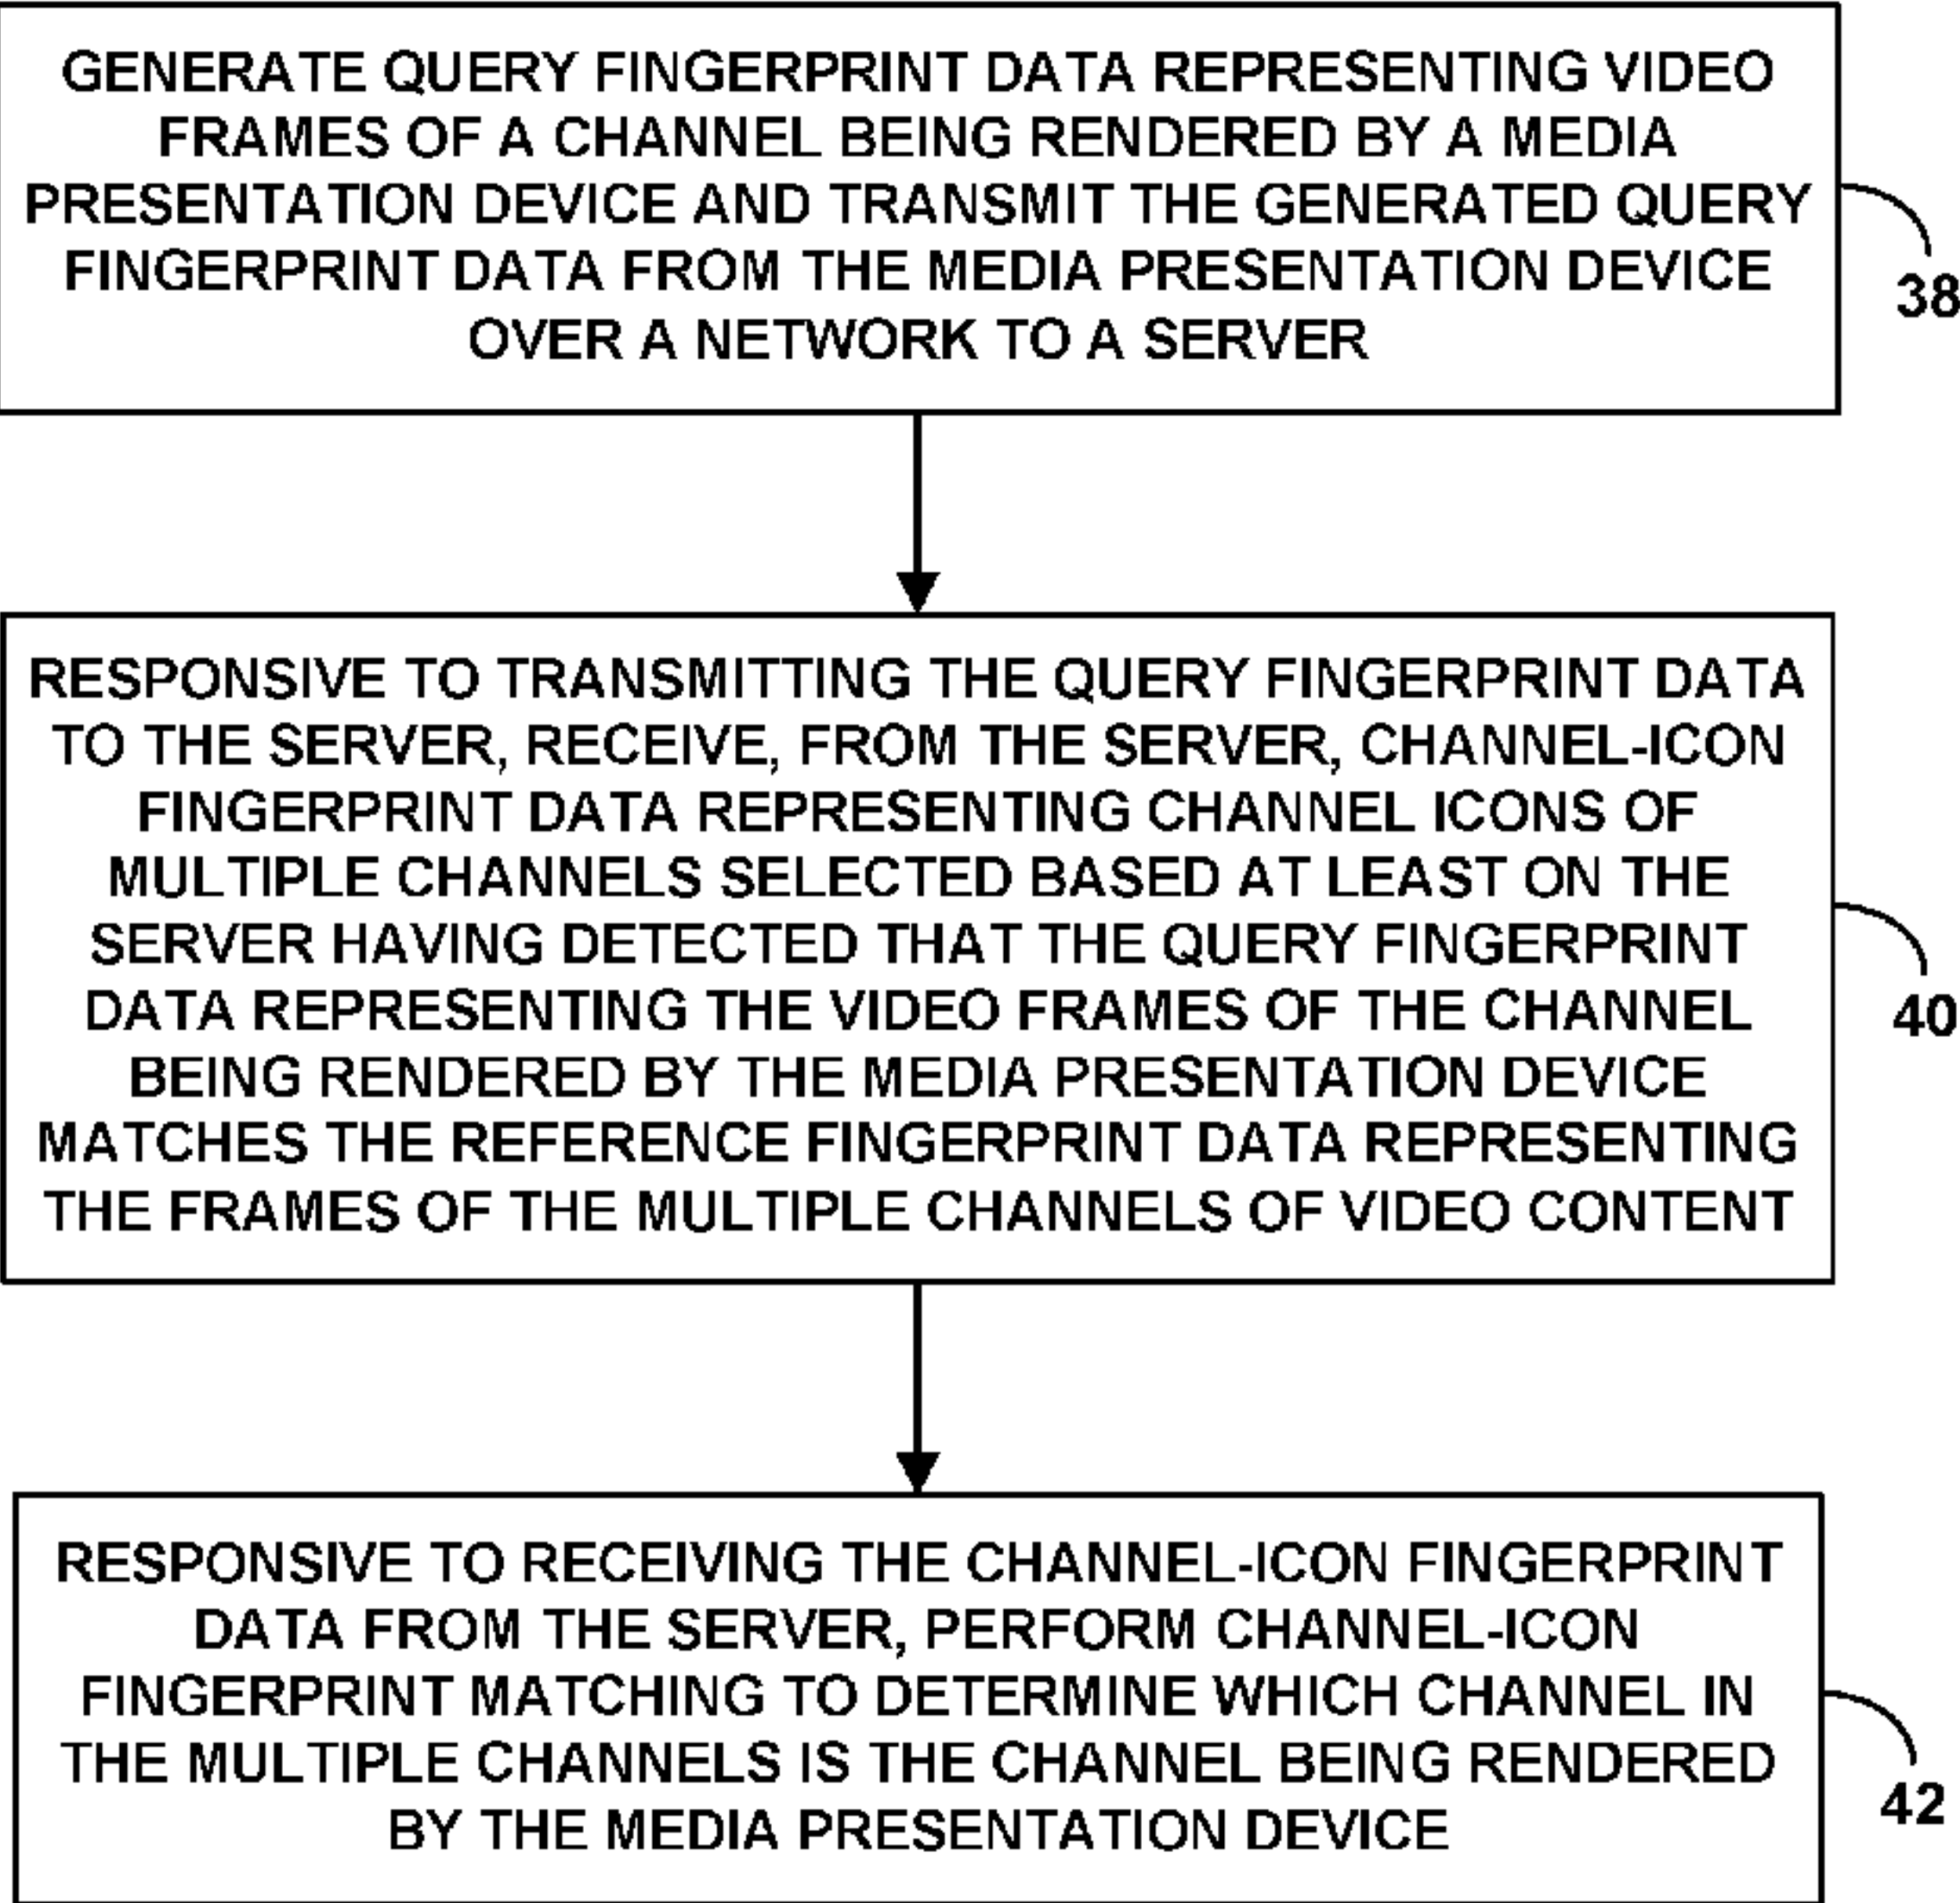 GENERATE QUERY FINGERPRINT DATA REPRESENTING VIDEO
FRAMES OF A CHANNEL BEING RENDERED BY A MEDIA
PRESENTATION DEVICE AND TRANSMIT THE GENERATED QUERY
FINGERPRINT DATA FROM THE MEDIA PRESENTATION DEVICE
OVER A NETWORK TO A SERVER
38
RESPONSIVE TO TRANSMITTING THE QUERY FINGERPRINT DATA
TO THE SERVER, RECEIVE, FROM THE SERVER, CHANNEL-ICON
FINGERPRINT DATA REPRESENTING CHANNEL ICONS OF
MULTIPLE CHANNELS SELECTED BASED AT LEAST ON THE
SERVER HAVING DETECTED THAT THE QUERY FINGERPRINT
DATA REPRESENTING THE VIDEO FRAMES OF THE CHANNEL
BEING RENDERED BY THE MEDIA PRESENTATION DEVICE
MATCHES THE REFERENCE FINGERPRINT DATA REPRESENTING
THE FRAMES OF THE MULTIPLE CHANNELS OF VIDEO CONTENT
40
RESPONSIVE TO RECEIVING THE CHANNEL-ICON FINGERPRINT
DATA FROM THE SERVER, PERFORM CHANNEL-ICON
FINGERPRINT MATCHING TO DETERMINE WHICH CHANNEL IN
THE MULTIPLE CHANNELS IS THE CHANNEL BEING RENDERED
BY THE MEDIA PRESENTATION DEVICE
42